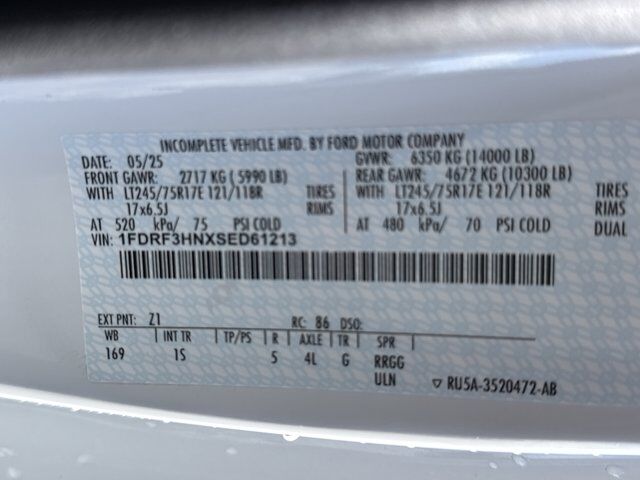 INCOMPLETE VEHICLE MFD. BY FORD MOTOR COMPANY
DATE: 05/25 GVWR: 6350 KG (14000 LB)
FRONT GAWR: 2717 KG ( 5990 LB) REAR GAWR: 4672 KG (10300 LB)
WITH LT245/75R17E 121/118R TIRES WITH LT245/75R17E 121/118R TIRES
17x6.5J RIMS 17x6.5J RIMS
AT 520 kPa/ 75 PSI COLD AT 480 kPa/ 70 PSI COLD DUAL
VIN: 1FDRF3HNXSED61213
EXT PNT: Z1 RC: 86 DSO:
WB INT TR TP/PS R AXLE TR SPR
169 1S 5 4L G RRGG
ULN RU5A-3520472-AB